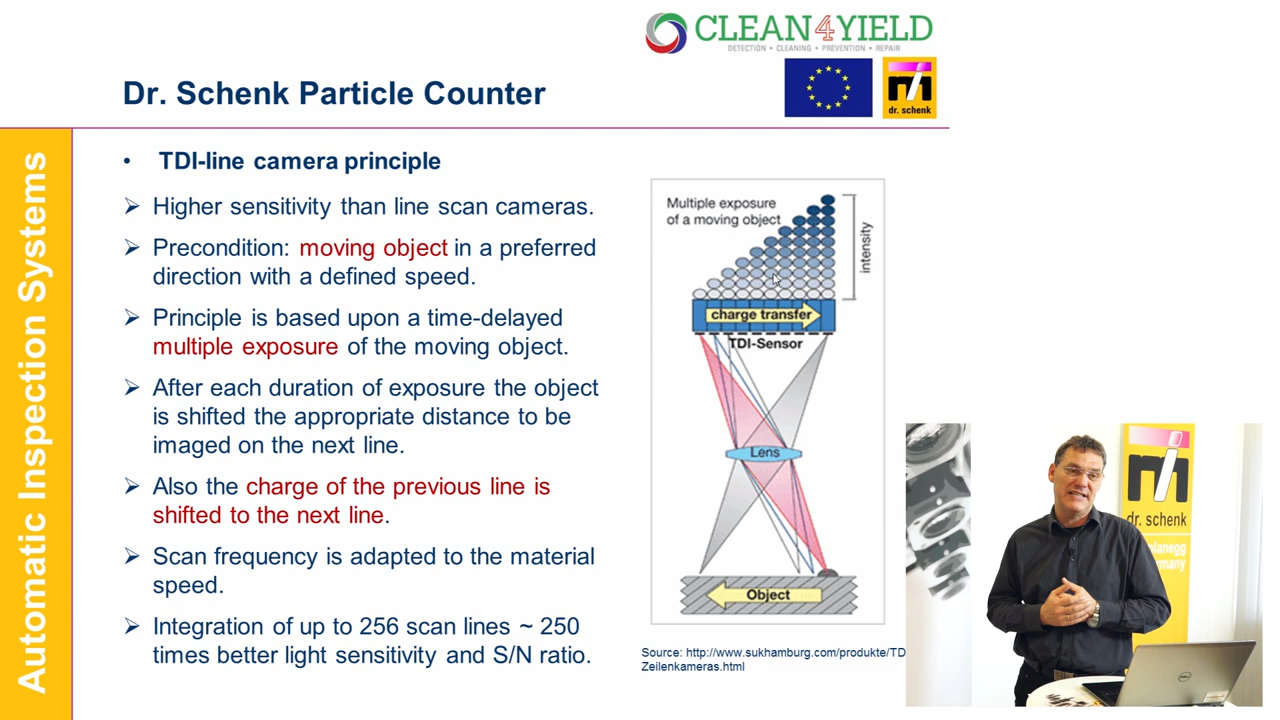 CLEAN4YIELD
DETECTION • CLEANING • PREVENTION • REPAIR
dr. schenk
Dr. Schenk Particle Counter
Automatic Inspection Systems
• TDI-line camera principle
Higher sensitivity than line scan cameras.
Precondition: moving object in a preferred
direction with a defined speed.
Principle is based upon a time-delayed
multiple exposure of the moving object.
After each duration of exposure the object
is shifted the appropriate distance to be
imaged on the next line.
Also the charge of the previous line is
shifted to the next line.
Scan frequency is adapted to the material
speed.
Integration of up to 256 scan lines ~ 250
times better light sensitivity and S/N ratio.
Multiple exposure
of a moving object
intensity
charge transfer
TDI-Sensor
Lens
Object
Source: http://www.sukhamburg.com/produkte/TD
Zeilenkameras.html
dr. schenk
planegg
rmany
DELL